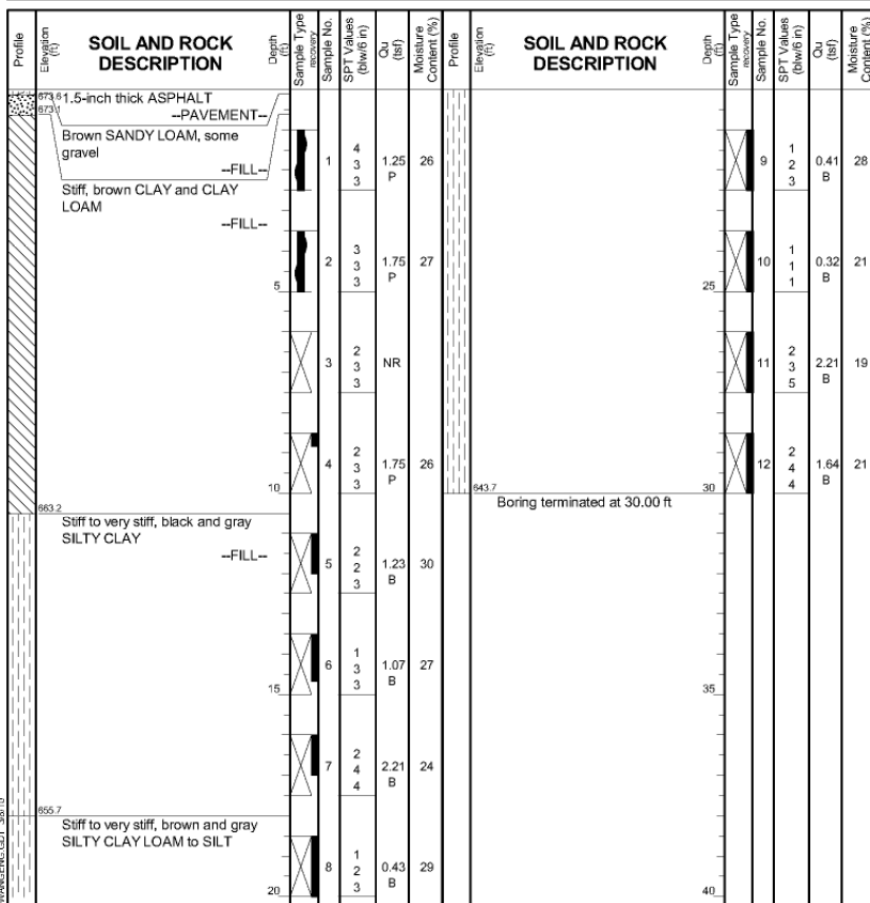 Profile
Elevation (ft)
SOIL AND ROCK DESCRIPTION
Depth (ft)
Sample Type recovery
Sample No.
SPT Values (blw/6 in)
Qu (tsf)
Moisture Content (%)
673.6 1.5-inch thick ASPHALT
673.1 --PAVEMENT--
Brown SANDY LOAM, some
gravel
--FILL--
Stiff, brown CLAY and CLAY
LOAM
--FILL--
1 4 3 3 1.25 P 26
2 3 3 3 1.75 P 27
5
3 2 3 3 NR
4 2 3 3 1.75 P 26
10
663.2
Stiff to very stiff, black and gray
SILTY CLAY
--FILL--
5 2 2 3 1.23 B 30
6 1 3 3 1.07 B 27
15
7 2 4 4 2.21 B 24
655.7
Stiff to very stiff, brown and gray
SILTY CLAY LOAM to SILT
8 1 2 3 0.43 B 29
20
Profile
Elevation (ft)
SOIL AND ROCK DESCRIPTION
Depth (ft)
Sample Type recovery
Sample No.
SPT Values (blw/6 in)
Qu (tsf)
Moisture Content (%)
9 1 2 3 0.41 B 28
10 1 1 1 0.32 B 21
25
11 2 3 5 2.21 B 19
12 2 4 4 1.64 B 21
643.7
30
Boring terminated at 30.00 ft
35
40